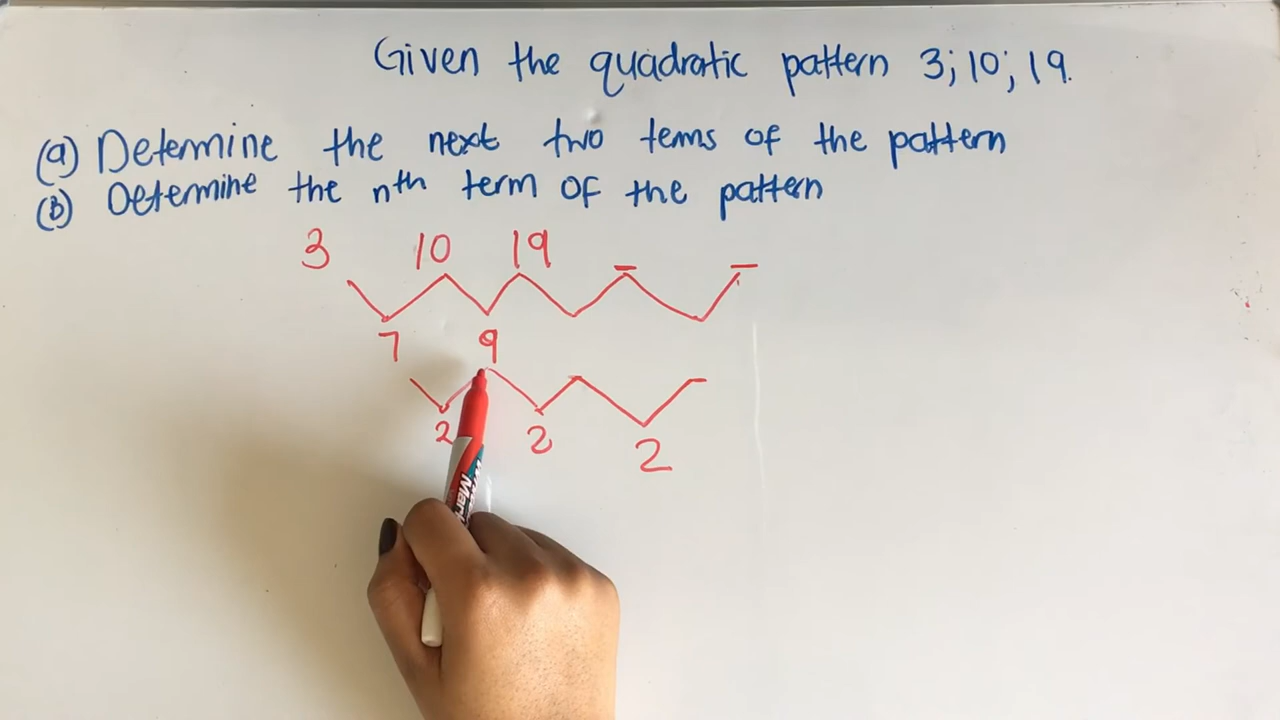 Given the quadratic pattern 3; 10; 19.
(a) Determine the next two terms of the pattern
(b) Determine the nth term of the pattern
3 10 19 _ _
7 9
2 2 2
Mark